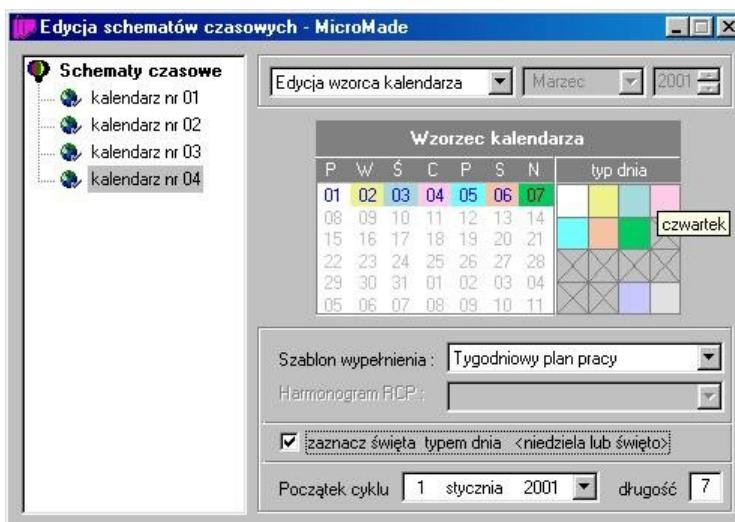 Edycja schematów czasowych - MicroMade
Schematy czasowe
kalendarz nr 01
kalendarz nr 02
kalendarz nr 03
kalendarz nr 04
Edycja wzorca kalendarza Marzec 2001
Wzorzec kalendarza
P W Ś C P S N typ dnia
01 02 03 04 05 06 07
08 09 10 11 12 13 14
czwartek
15 16 17 18 19 20 21
22 23 24 25 26 27 28
29 30 31 01 02 03 04
05 06 07 08 09 10 11
Szablon wypełnienia : Tygodniowy plan pracy
Harmonogram RCP :
zaznacz święta typem dnia <niedziela lub święto>
Początek cyklu 1 stycznia 2001 długość 7